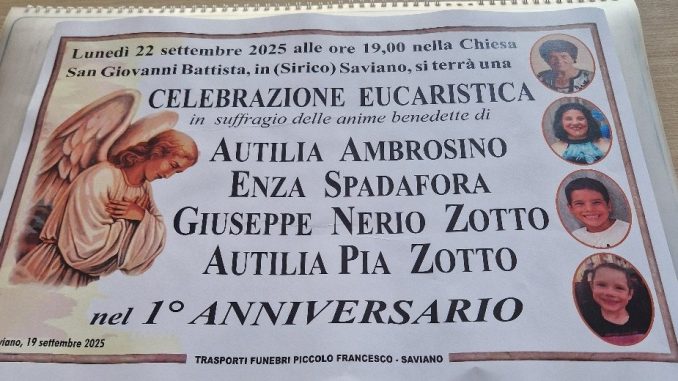 Lunedì 22 settembre 2025 alle ore 19,00 nella Chiesa
San Giovanni Battista, in (Sirico) Saviano, si terrà una
CELEBRAZIONE EUCARISTICA
in suffragio delle anime benedette di
AUTILIA AMBROSINO
ENZA SPADAFORA
GIUSEPPE NERIO ZOTTO
AUTILIA PIA ZOTTO
nel 1° ANNIVERSARIO
aviano, 19 settembre 2025
TRASPORTI FUNEBRI PICCOLO FRANCESCO - SAVIANO